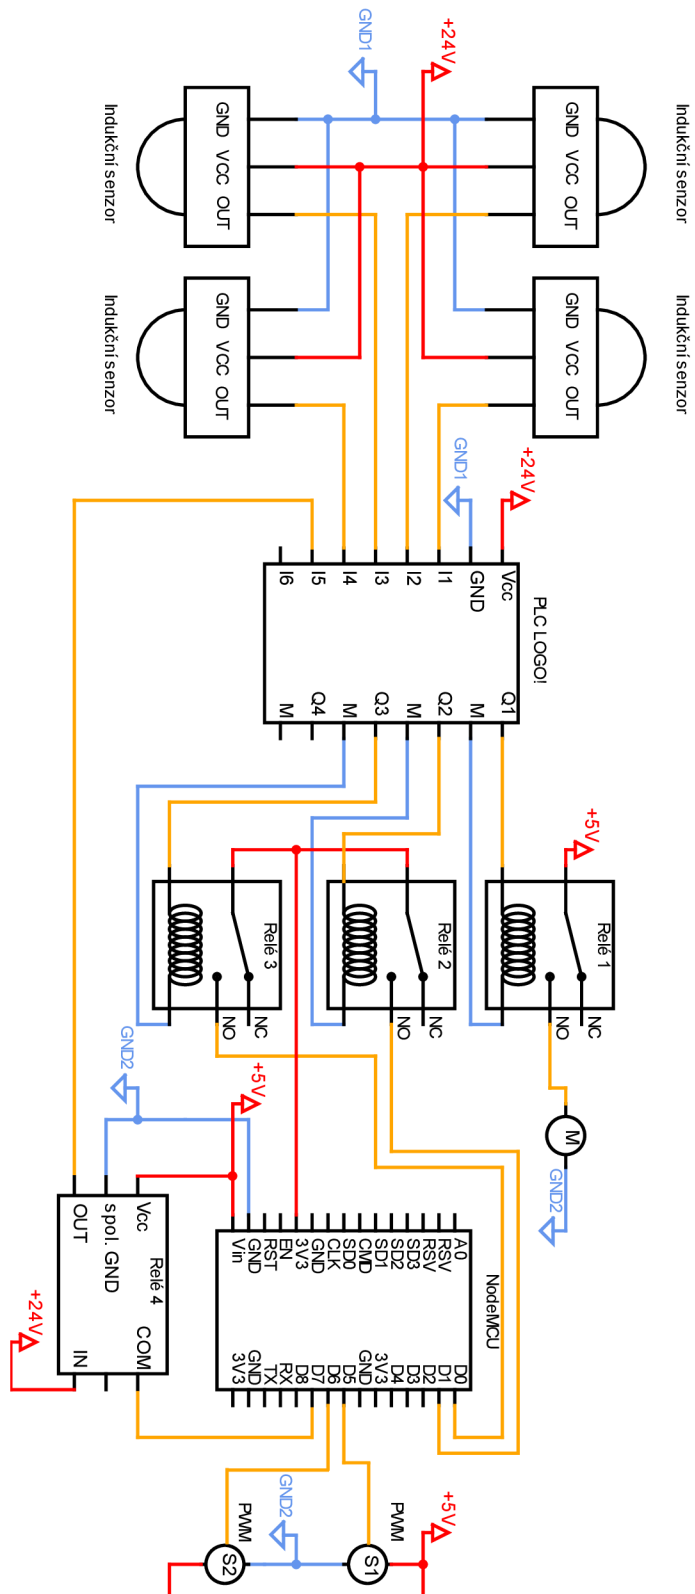 Indukční senzor
GND VCC OUT
Indukční senzor
GND VCC OUT
+24V
GND1
GND VCC OUT
Indukční senzor
GND VCC OUT
Indukční senzor
+24V
GND1
PLC LOGO!
Vcc
GND
I1
I2
I3
I4
I5
I6
Q1
M
Q2
M
Q3
M
Q4
M
+5V
Relé 1
NC
NO
Relé 2
NC
NO
Relé 3
NC
NO
M
GND2
+5V
GND2
NodeMCU
A0
RSV
RSV
SD3
SD2
SD1
CMD
SD0
CLK
GND
3V3
EN
RST
GND
Vin
D0
D1
D2
D3
D4
3V3
GND
D5
D6
D7
D8
RX
TX
GND
3V3
Relé 4
Vcc
spol. GND
OUT
COM
IN
+24V
+5V
PWM
S1
GND2
PWM
S2